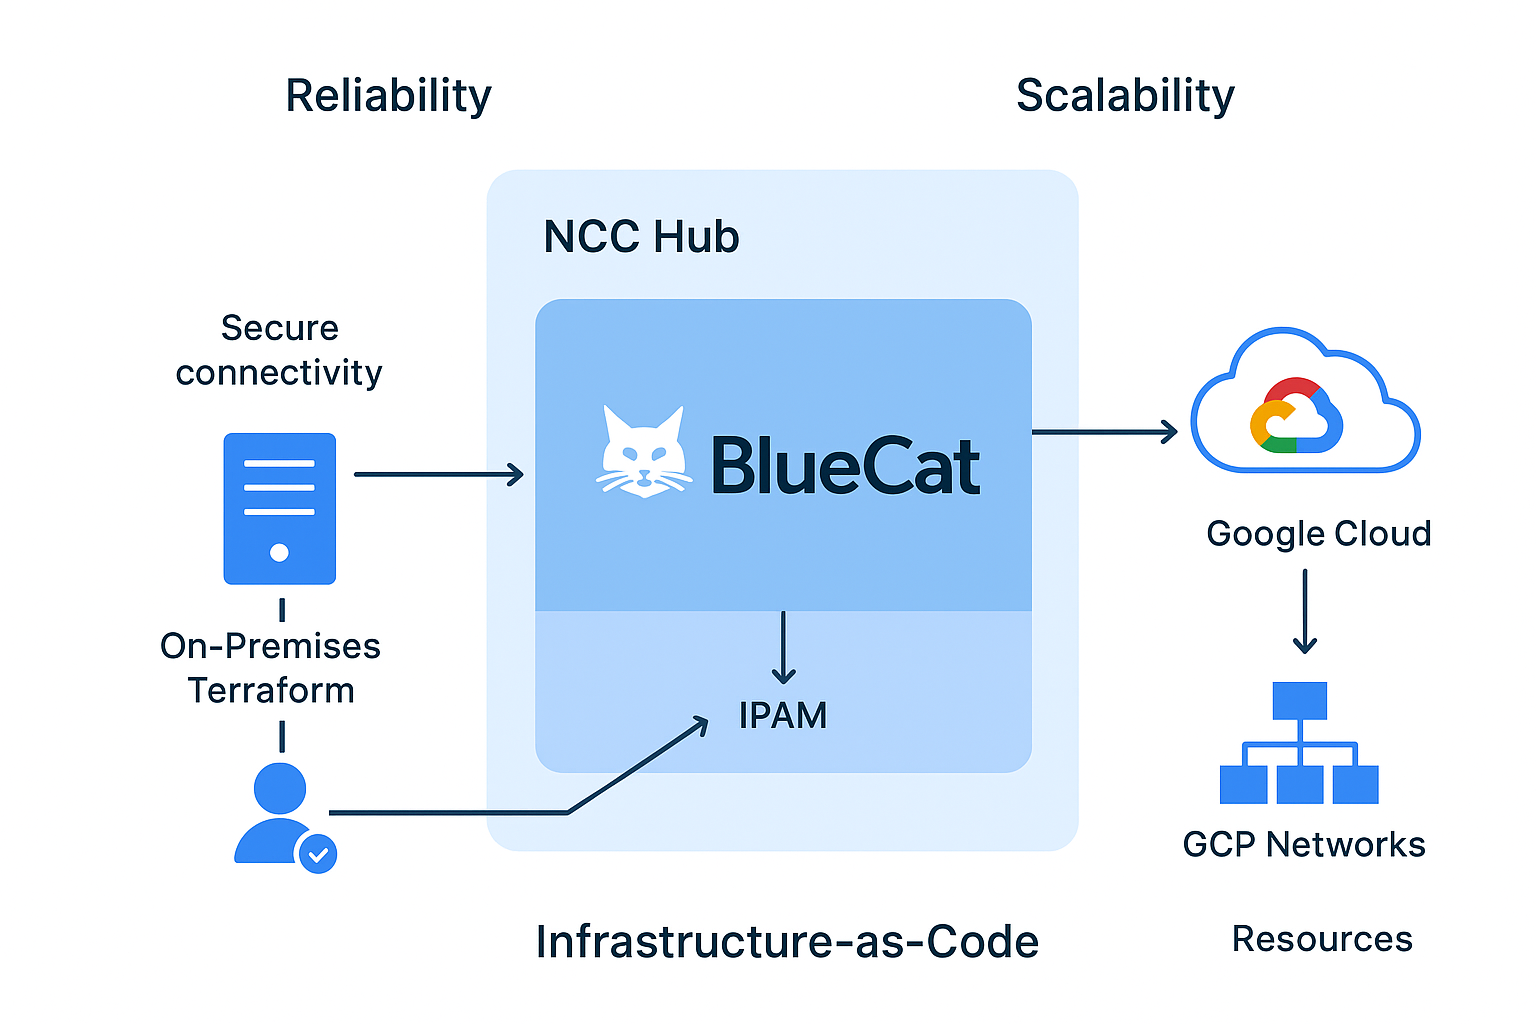 Reliability
Scalability
NCC Hub
Secure
connectivity
BlueCat
Google Cloud
On-Premises
Terraform
IPAM
GCP Networks
Infrastructure-as-Code
Resources